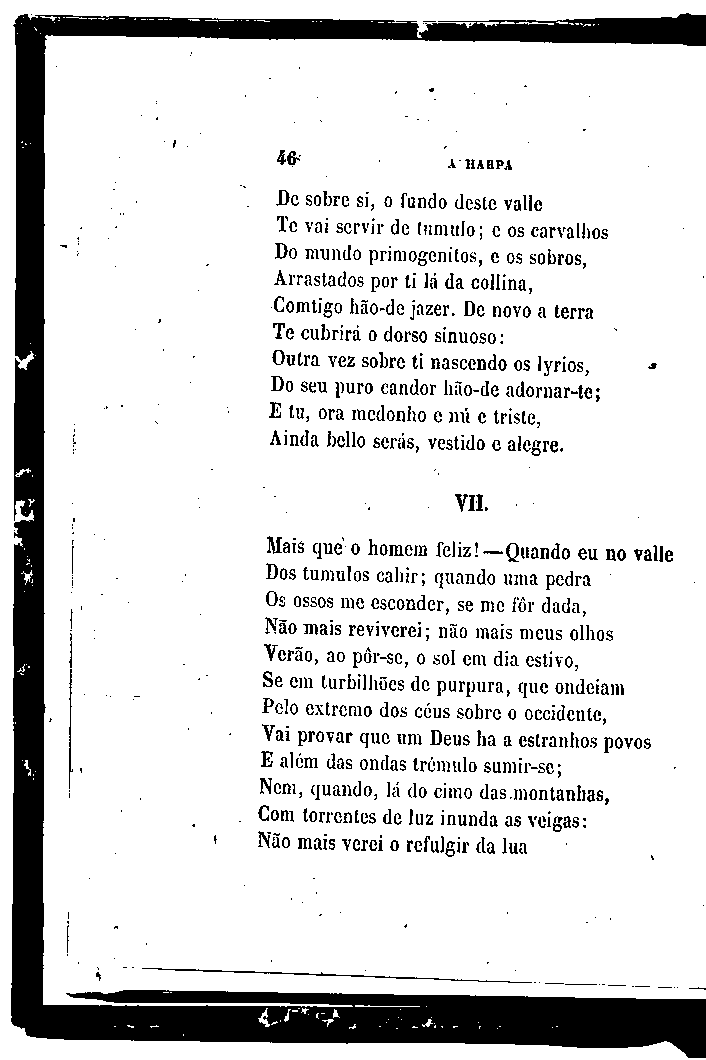 46 A HARPA
De sobre si, o fundo deste valle
Te vai servir de tumulo; e os carvalhos
Do mundo primogenitos, e os sobros,
Arrastados por ti lá da collina,
Comtigo hão-de jazer. De novo a terra
Te cubrirá o dorso sinuoso:
Outra vez sobre ti nascendo os lyrios,
Do seu puro candor hão-de adornar-te;
E tu, ora medonho e nú e triste,
Ainda bello serás, vestido e alegre.
VII.
Mais que o homem feliz!—Quando eu no valle
Dos tumulos cahir; quando uma pedra
Os ossos me esconder, se me fôr dada,
Não mais reviverei; não mais meus olhos
Verão, ao pôr-se, o sol em dia estivo,
Se em turbilhões de purpura, que ondeiam
Pelo extremo dos céus sobre o occidente,
Vai provar que um Deus ha a estranhos povos
E além das ondas trémulo sumir-se;
Nem, quando, lá do cimo das montanhas,
Com torrentes de luz inunda as veigas:
Não mais verei o refulgir da lua